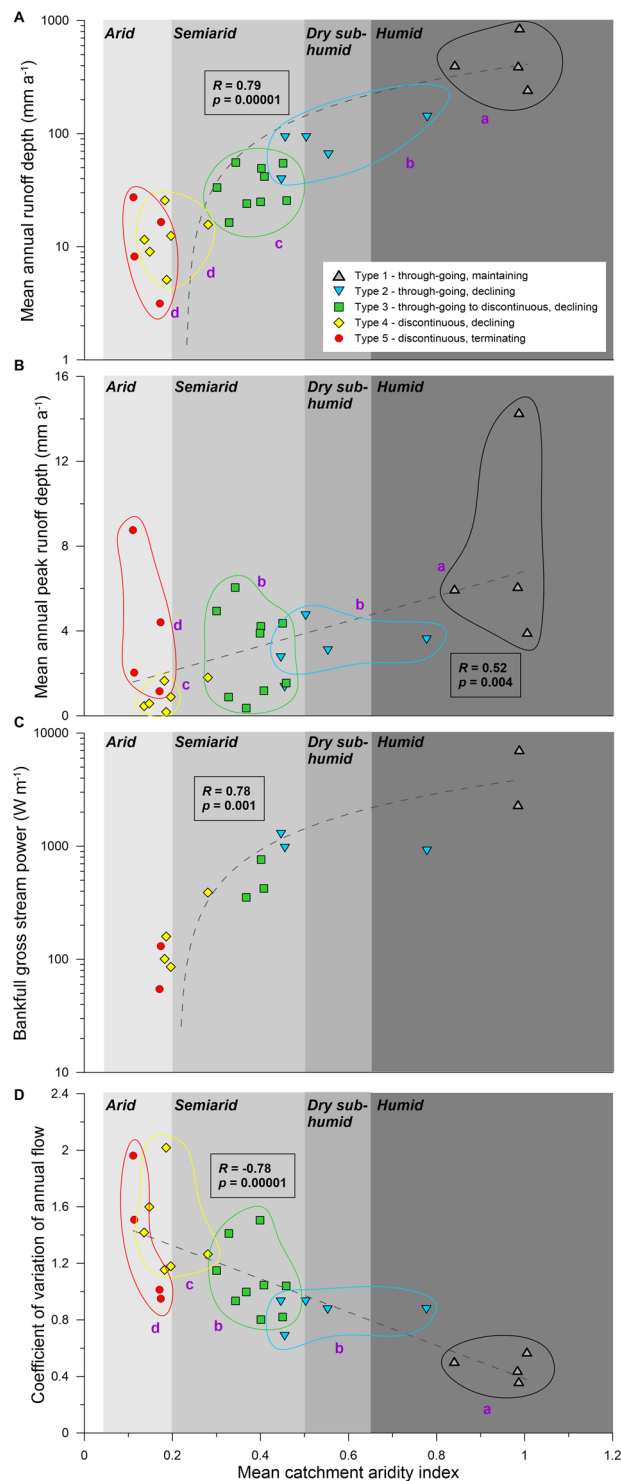 A
Arid
Semiarid
Dry sub-
humid
Humid
R = 0.79
p = 0.00001
1000
100
10
1
Mean annual runoff depth (mm a-1)
a
b
c
d
d
Type 1 - through-going, maintaining
Type 2 - through-going, declining
Type 3 - through-going to discontinuous, declining
Type 4 - discontinuous, declining
Type 5 - discontinuous, terminating
B
Arid
Semiarid
Dry sub-
humid
Humid
16
12
8
4
0
Mean annual peak runoff depth (mm a-1)
a
b
b
d
c
R = 0.52
p = 0.004
C
10000
1000
100
10
Bankfull gross stream power (W m-1)
R = 0.78
p = 0.001
D
Arid
Semiarid
Dry sub-
humid
Humid
2.4
2
1.6
1.2
0.8
0.4
0
Coefficient of variation of annual flow
R = -0.78
p = 0.00001
c
d
b
b
a
0 0.2 0.4 0.6 0.8 1 1.2
Mean catchment aridity index